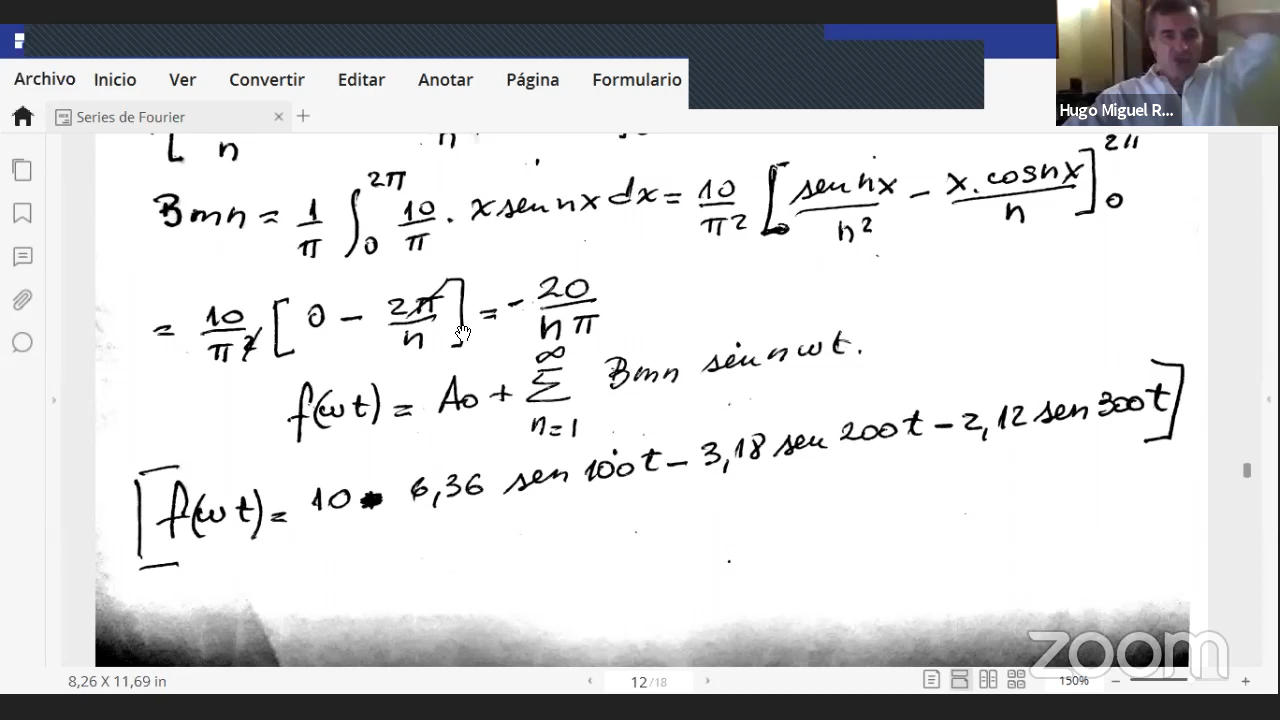 Archivo Inicio Ver Convertir Editar Anotar Página Formulario
Hugo Miguel R...
Series de Fourier
n n
Bmn = 1/π ∫₀^2π 10/π · x sen nx dx = 10/π² [ sen nx / n² − x. cos nx / n ]₀^2π
= 10/π² [ 0 − 2π/n ] = - 20/nπ
f(ωt) = Ao + ∑_{n=1}^∞ Bmn sen nωt.
[ f(ωt) = 10 - 6,36 sen 100t − 3,18 sen 200t − 2,12 sen 300t ]
zoom
8,26 X 11,69 in 12 /18 150%